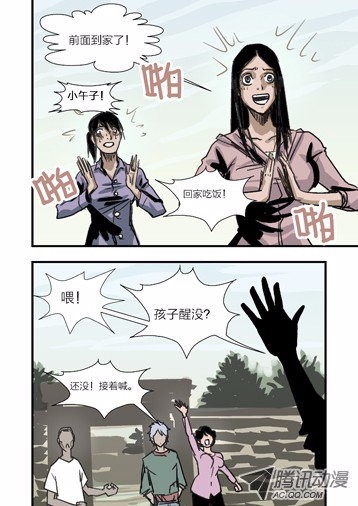 前面到家了！
啪
小午子！
啪
啪
回家吃饭！
啪
喂！
孩子醒没？
还没！接着喊。
腾讯动漫
AC.QQ.COM